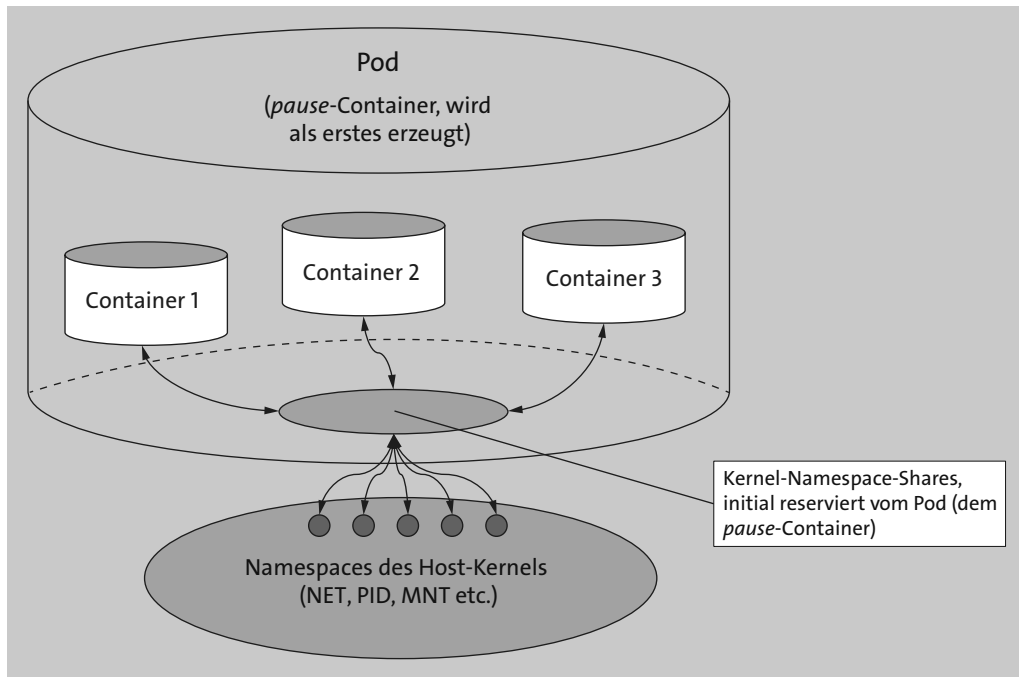 Pod
(pause-Container, wird
als erstes erzeugt)
Container 1
Container 2
Container 3
Kernel-Namespace-Shares,
initial reserviert vom Pod (dem
pause-Container)
Namespaces des Host-Kernels
(NET, PID, MNT etc.)